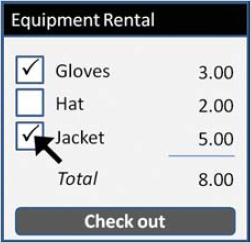 Equipment Rental
Gloves 3.00
Hat 2.00
Jacket 5.00
Total 8.00
Check out